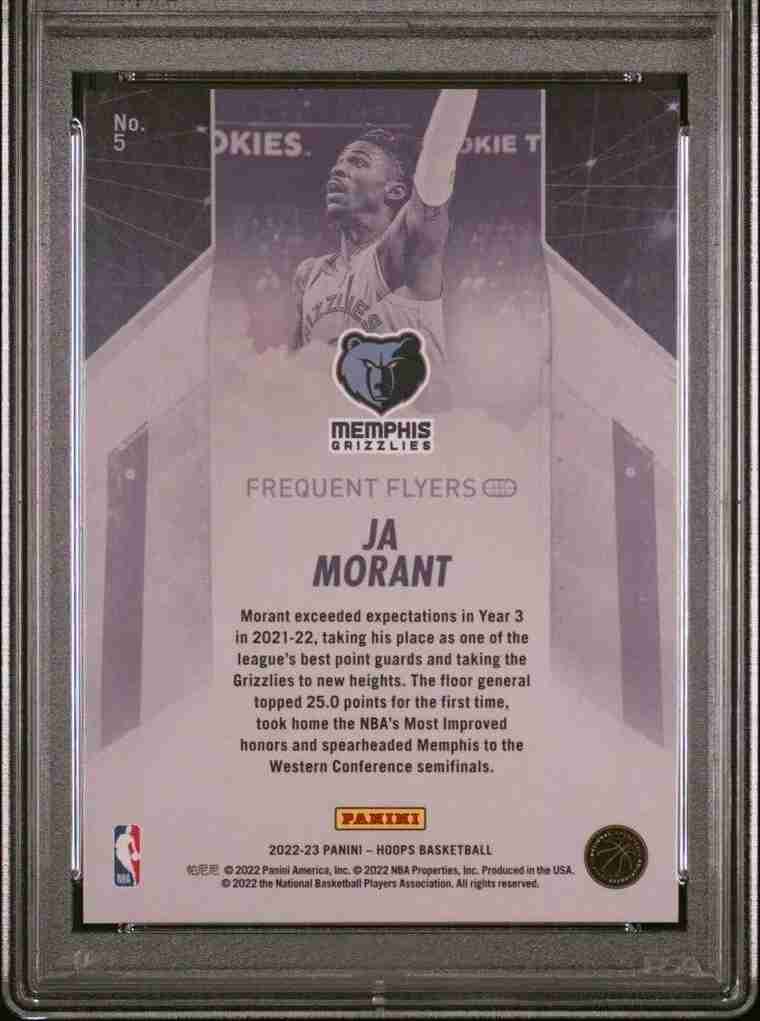 No.
5
OKIES
OKIE T
GRIZZLIES
MEMPHIS
GRIZZLIES
FREQUENT FLYERS
JA
MORANT
Morant exceeded expectations in Year 3
in 2021-22, taking his place as one of the
league's best point guards and taking the
Grizzlies to new heights. The floor general
topped 25.0 points for the first time,
took home the NBA's Most Improved
honors and spearheaded Memphis to the
Western Conference semifinals.
PANINI
2022-23 PANINI – HOOPS BASKETBALL
帕尼尼 © 2022 Panini America, Inc. © 2022 NBA Properties, Inc. Produced in the USA.
© 2022 the National Basketball Players Association. All rights reserved.
NBA
PSA